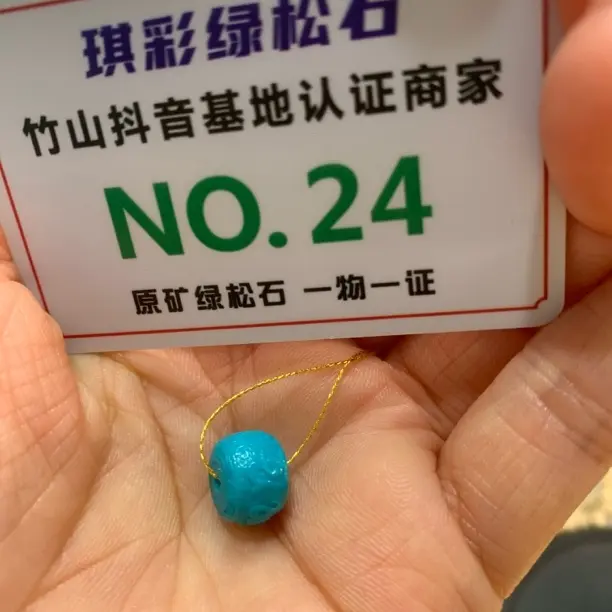 琪彩绿松石
竹山抖音基地认证商家
NO.24
原矿绿松石 一物一证